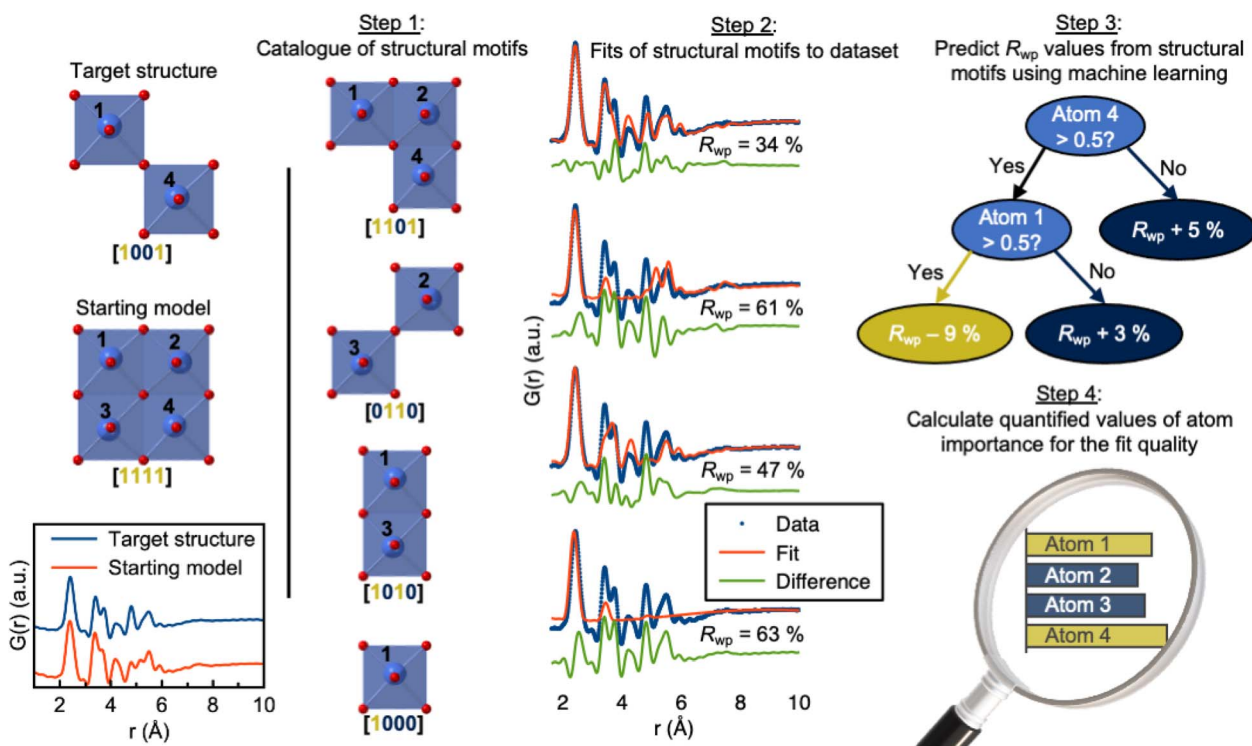 Target structure
1
4
[1001]
Starting model
1
2
3
4
[1111]
Target structure
Starting model
G(r) (a.u.)
2 4 6 8 10
r (Å)
Step 1:
Catalogue of structural motifs
1
2
4
[1101]
2
3
[0110]
1
3
[1010]
1
[1000]
Step 2:
Fits of structural motifs to dataset
Rwp = 34 %
Rwp = 61 %
Rwp = 47 %
Rwp = 63 %
G(r) (a.u.)
Data
Fit
Difference
2 4 6 8 10
r (Å)
Step 3:
Predict Rwp values from structural
motifs using machine learning
Atom 4
> 0.5?
Yes
No
Atom 1
> 0.5?
Rwp + 5 %
Yes
No
Rwp – 9 %
Rwp + 3 %
Step 4:
Calculate quantified values of atom
importance for the fit quality
Atom 1
Atom 2
Atom 3
Atom 4